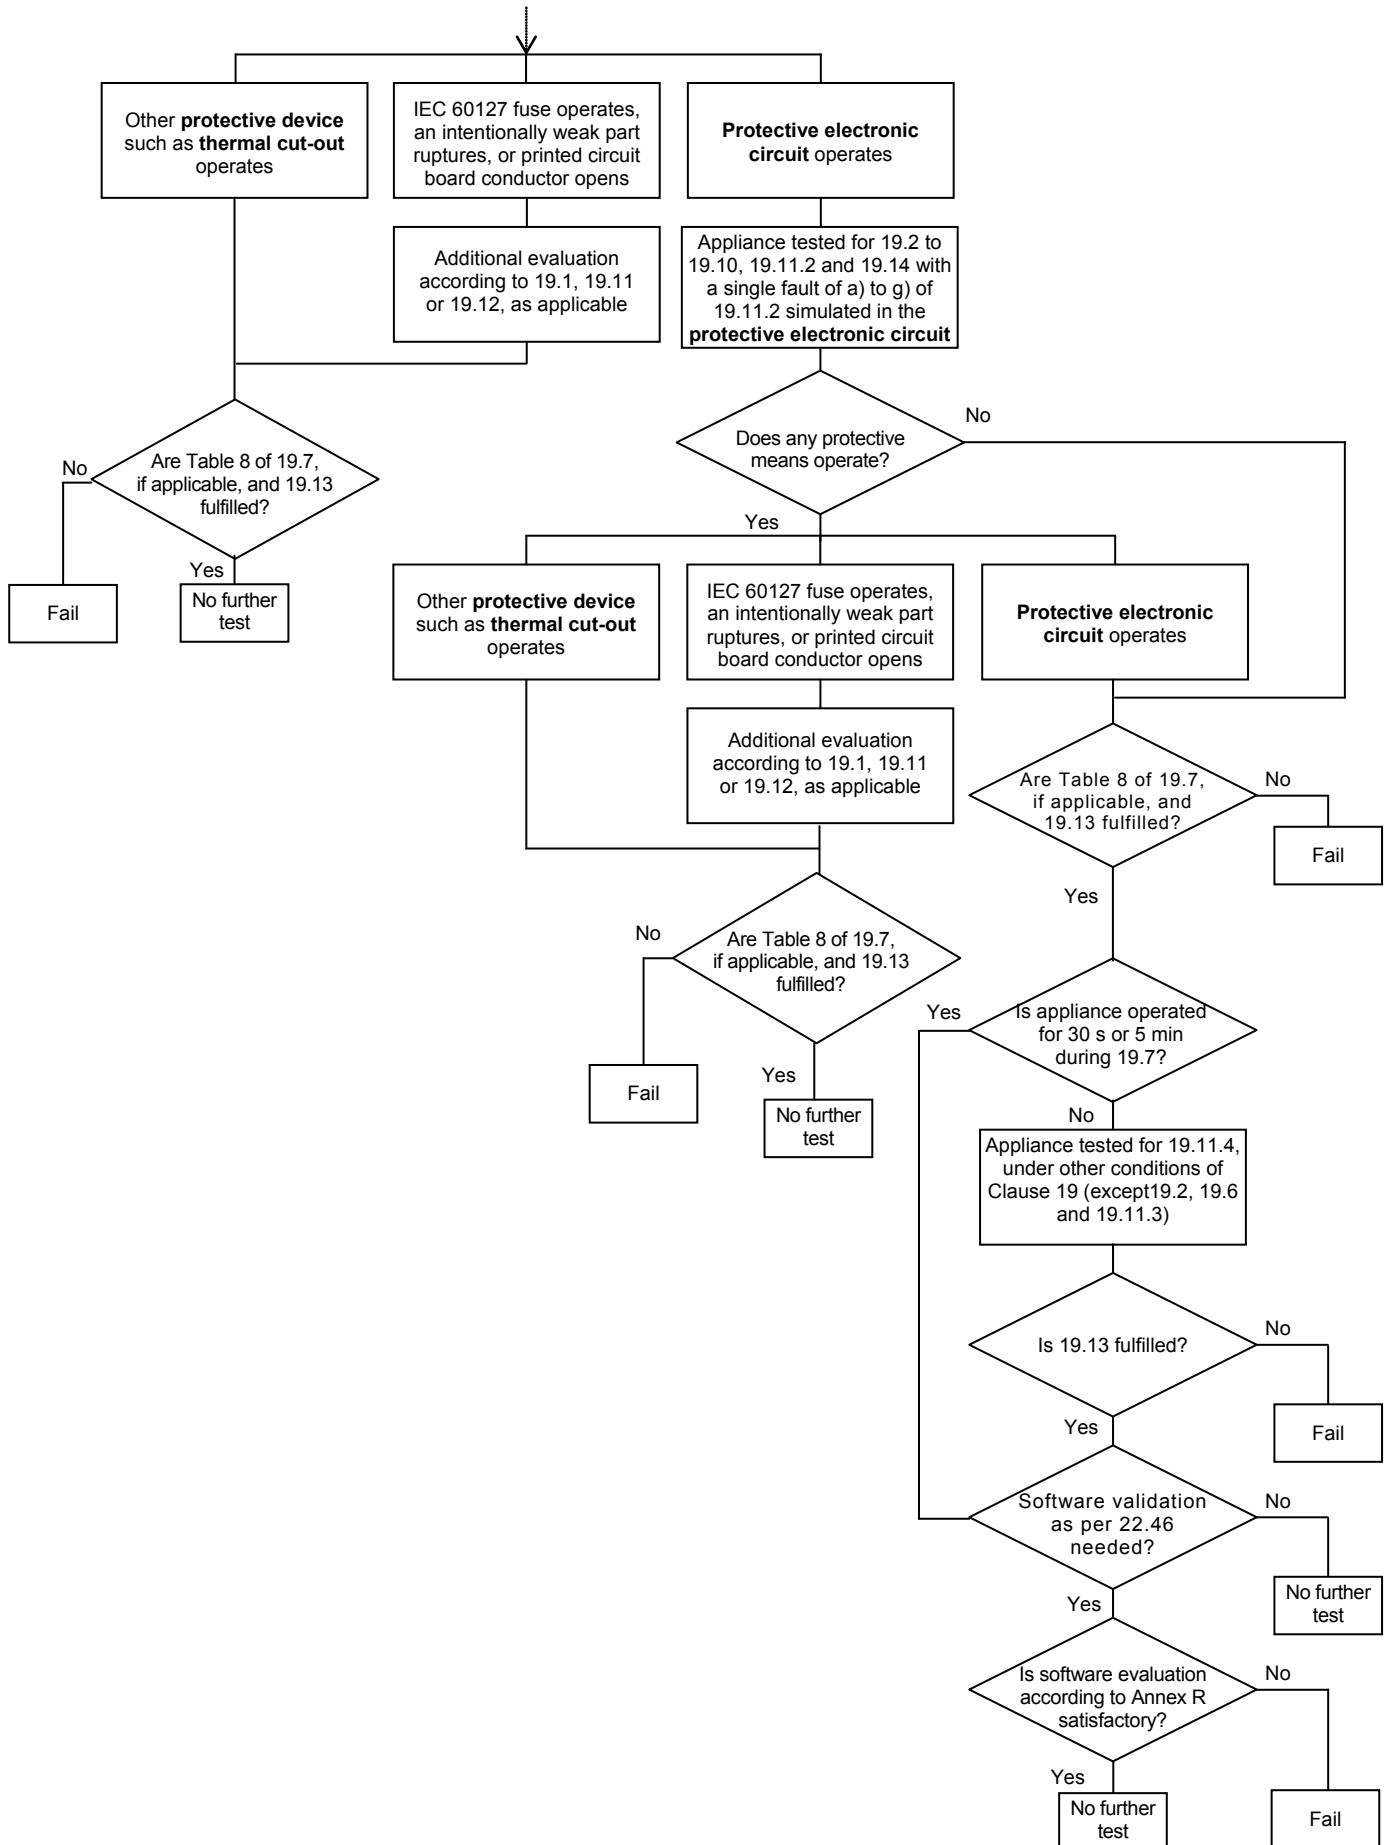 Other protective device
such as thermal cut-out
operates
IEC 60127 fuse operates,
an intentionally weak part
ruptures, or printed circuit
board conductor opens
Protective electronic
circuit operates
Additional evaluation
according to 19.1, 19.11
or 19.12, as applicable
Appliance tested for 19.2 to
19.10, 19.11.2 and 19.14 with
a single fault of a) to g) of
19.11.2 simulated in the
protective electronic circuit
No
Does any protective
means operate?
No
Are Table 8 of 19.7,
if applicable, and 19.13
fulfilled?
Yes
Yes
Fail
No further
test
Other protective device
such as thermal cut-out
operates
IEC 60127 fuse operates,
an intentionally weak part
ruptures, or printed circuit
board conductor opens
Protective electronic
circuit operates
Additional evaluation
according to 19.1, 19.11
or 19.12, as applicable
Are Table 8 of 19.7,
if applicable, and
19.13 fulfilled?
No
Fail
Yes
No
Are Table 8 of 19.7,
if applicable, and 19.13
fulfilled?
Yes
Fail
No further
test
Yes
Is appliance operated
for 30 s or 5 min
during 19.7?
No
Appliance tested for 19.11.4,
under other conditions of
Clause 19 (except19.2, 19.6
and 19.11.3)
Is 19.13 fulfilled?
No
Fail
Yes
Software validation
as per 22.46
needed?
No
No further
test
Yes
Is software evaluation
according to Annex R
satisfactory?
No
Yes
No further
test
Fail